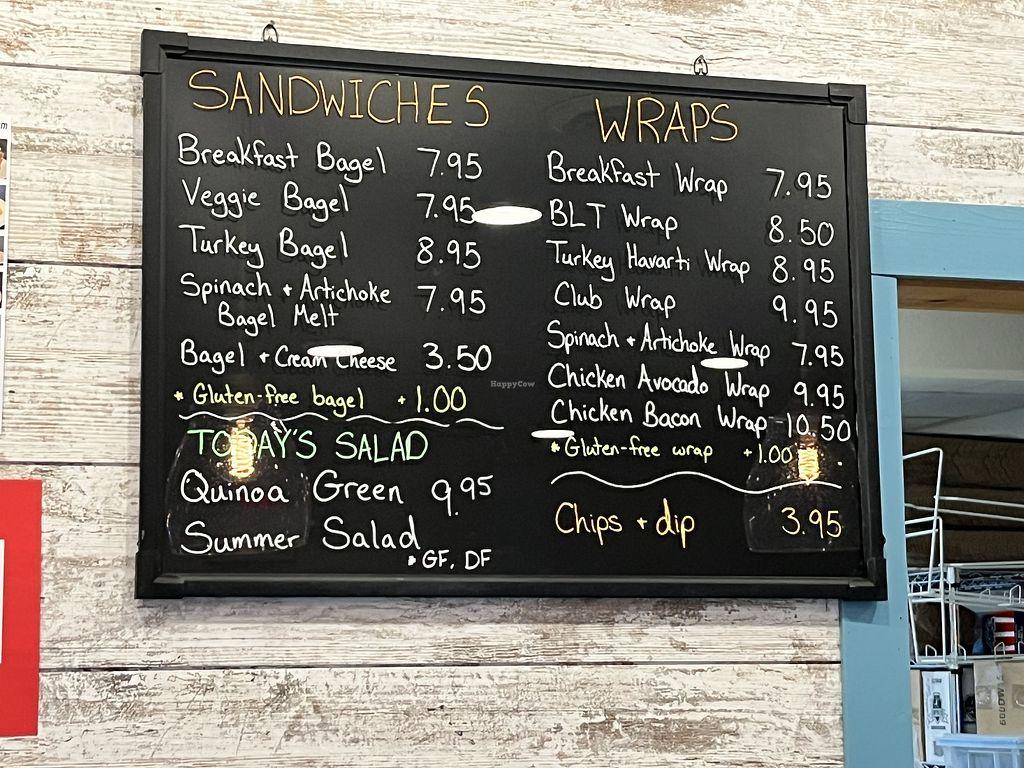 SANDWICHES
Breakfast Bagel 7.95
Veggie Bagel 7.95
Turkey Bagel 8.95
Spinach + Artichoke 7.95
Bagel Melt
Bagel + Cream Cheese 3.50
* Gluten-free bagel + 1.00
TODAY'S SALAD
Quinoa Green 9.95
Summer Salad
* GF, DF
WRAPS
Breakfast Wrap 7.95
BLT Wrap 8.50
Turkey Havarti Wrap 8.95
Club Wrap 9.95
Spinach + Artichoke Wrap 7.95
Chicken Avocado Wrap 9.95
Chicken Bacon Wrap 10.50
* Gluten-free wrap +1.00
Chips + dip 3.95
HappyCow